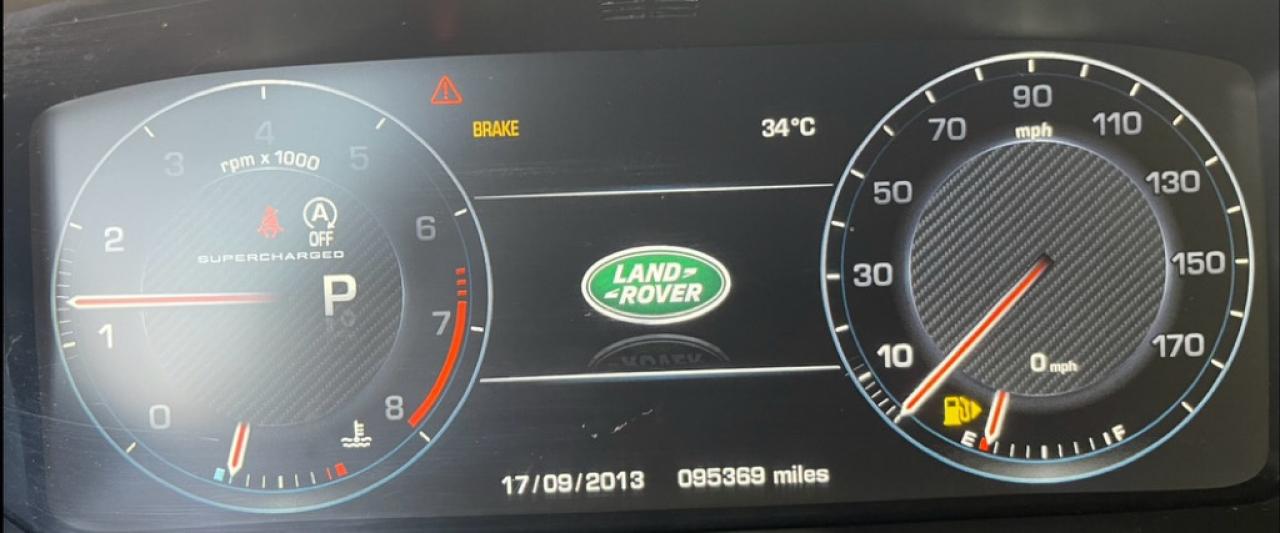 BRAKE
34°C
0 1 2 3 4 5 6 7 8
rpm x 1000
A
OFF
SUPERCHARGED
P
LAND-
-ROVER
10 30 50 70 90 110 130 150 170
mph
0 mph
E F
17/09/2013 095369 miles